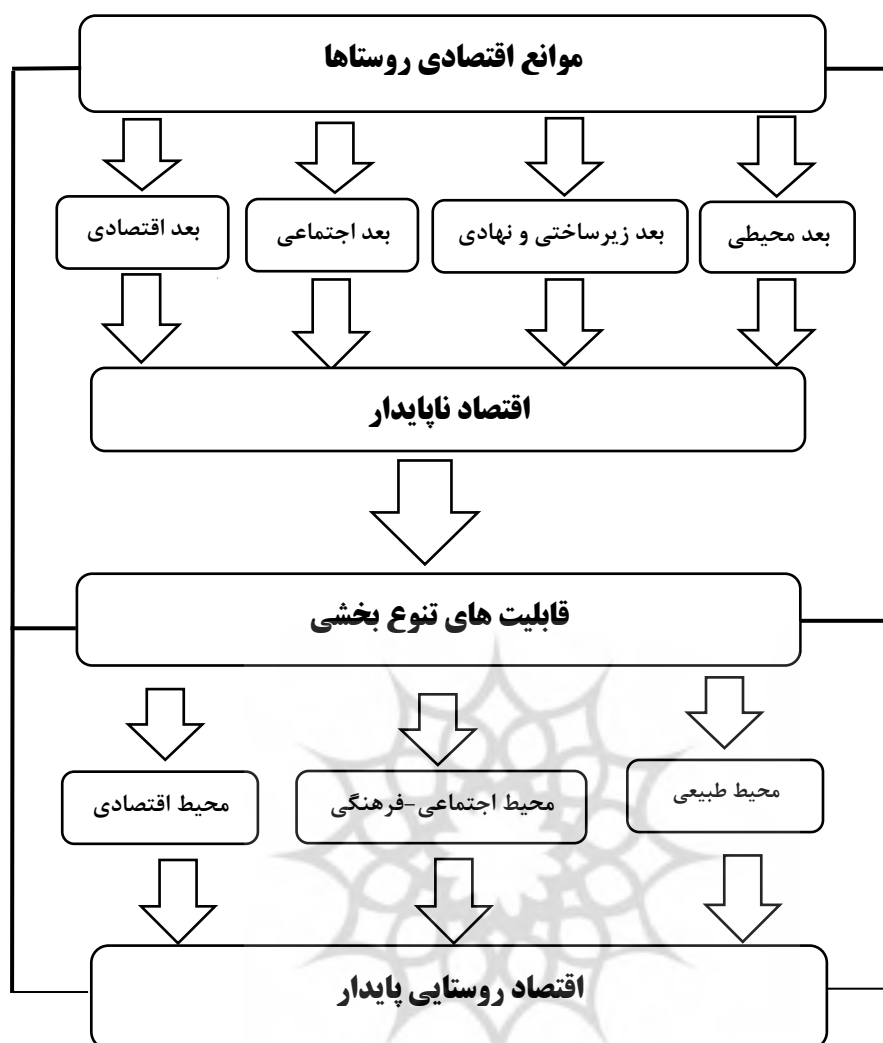 موانع اقتصادی روستاها
بعد محیطی
بعد زیرساختی و نهادی
بعد اجتماعی
بعد اقتصادی
اقتصاد ناپایدار
قابلیت های تنوع بخشی
محیط طبیعی
محیط اجتماعی-فرهنگی
محیط اقتصادی
اقتصاد روستایی پایدار